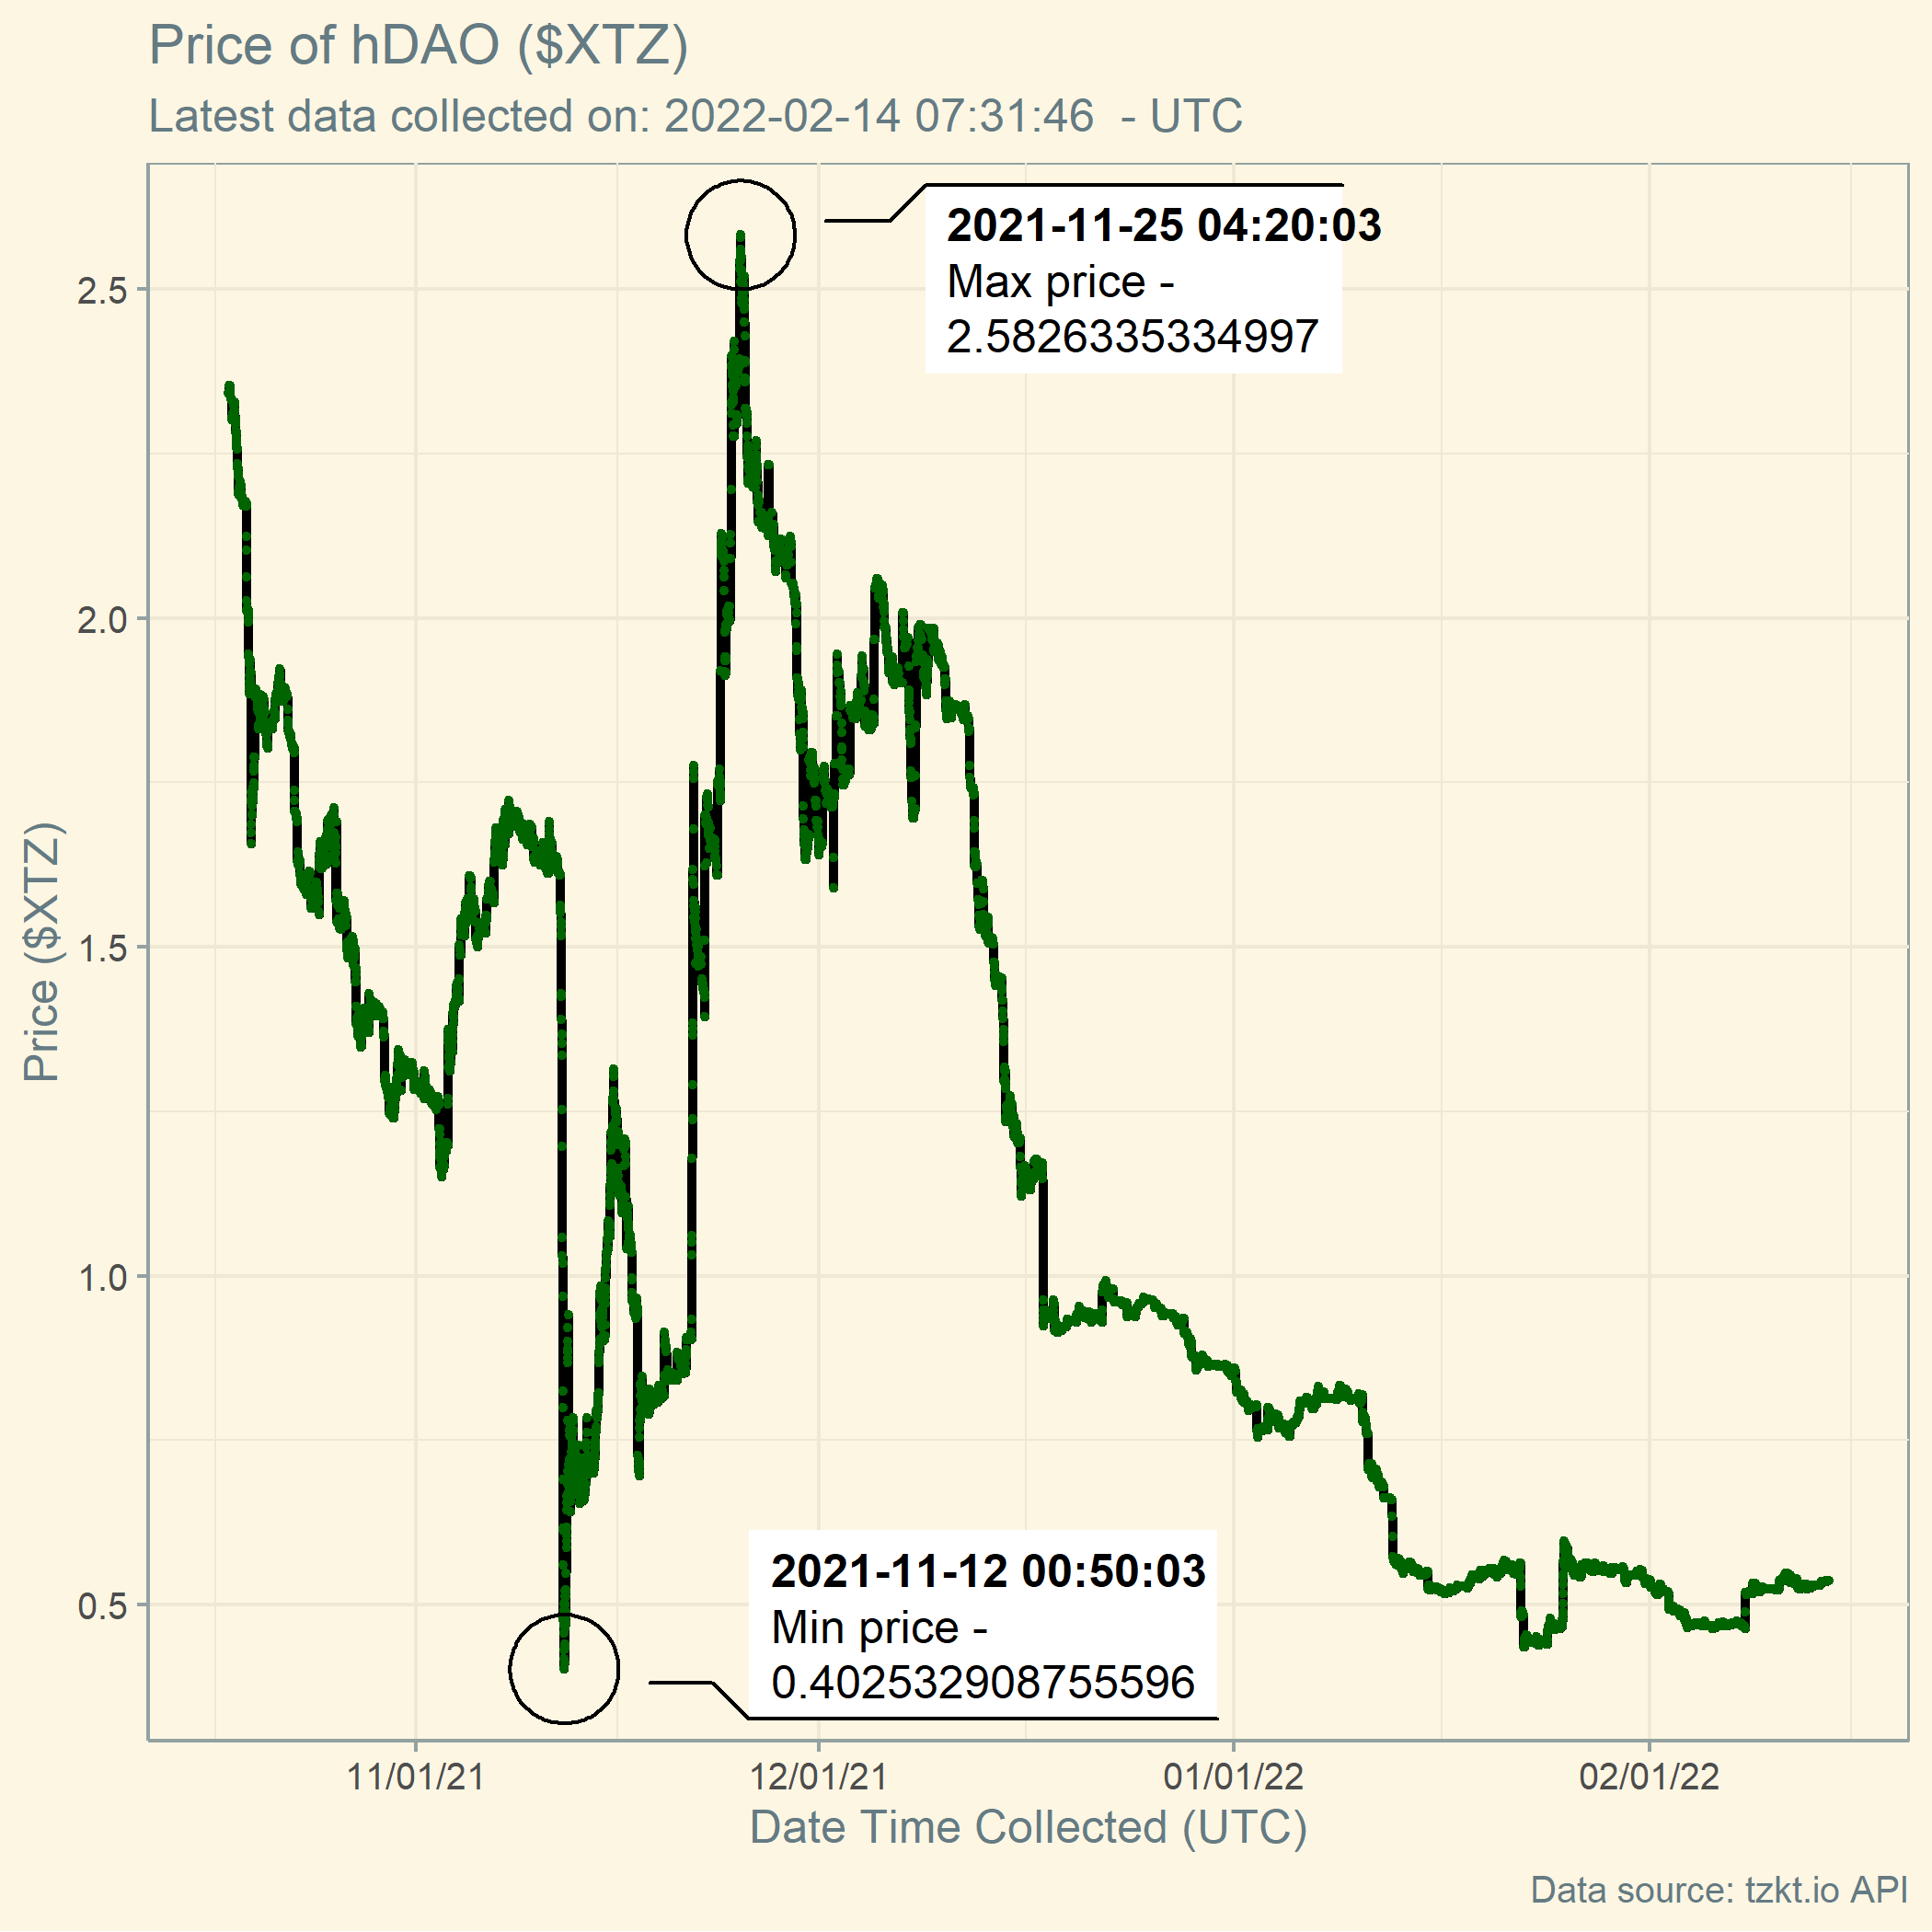 Price of hDAO ($XTZ)
Latest data collected on: 2022-02-14 07:31:46  - UTC
2021-11-25 04:20:03
Max price -
2.5826335334997
2.5
2.0
1.5
1.0
0.5
Price ($XTZ)
2021-11-12 00:50:03
Min price -
0.402532908755596
11/01/21
12/01/21
01/01/22
02/01/22
Date Time Collected (UTC)
Data source: tzkt.io API